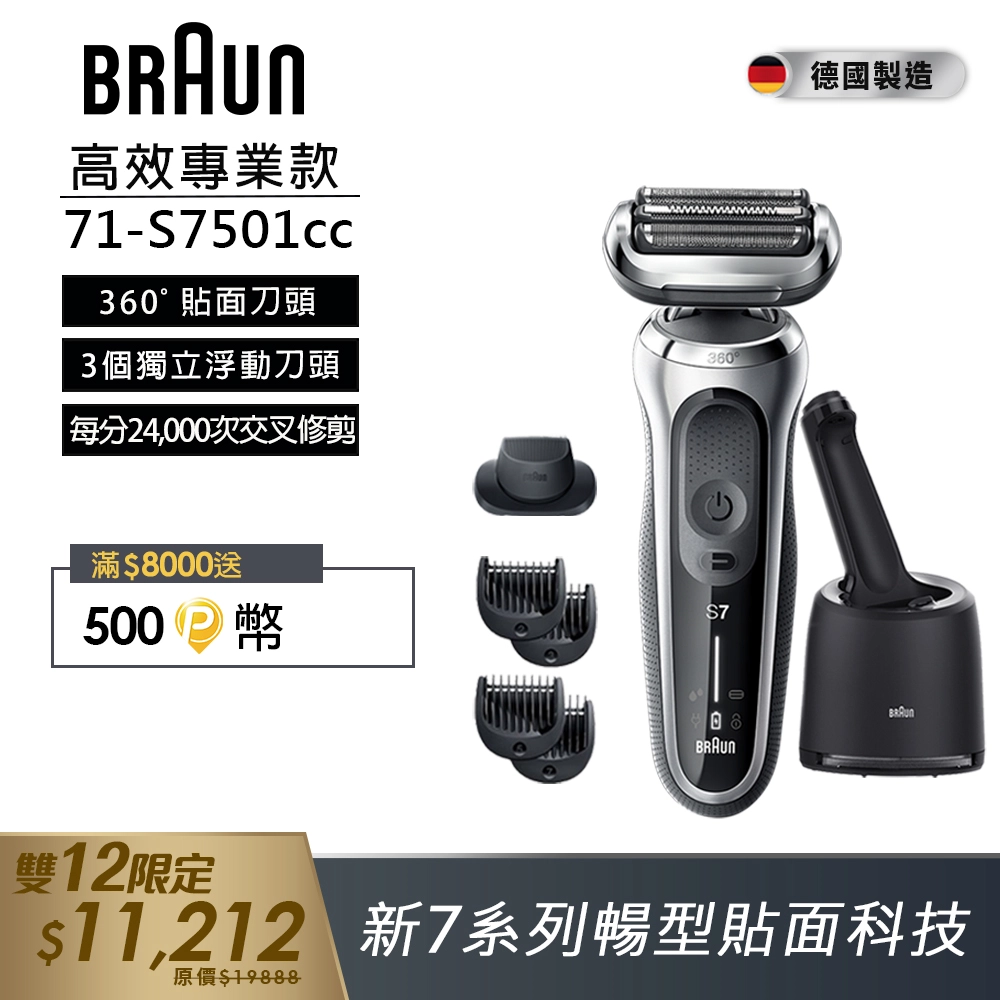 BRAUN
德國製造
高效專業款
71-S7501cc
360° 貼面刀頭
3個獨立浮動刀頭
每分24,000次交叉修剪
滿$8000送
500 P 幣
360°
S7
BRAUN
BRAUN
雙12限定
$11,212
原價$19888
新7系列暢型貼面科技